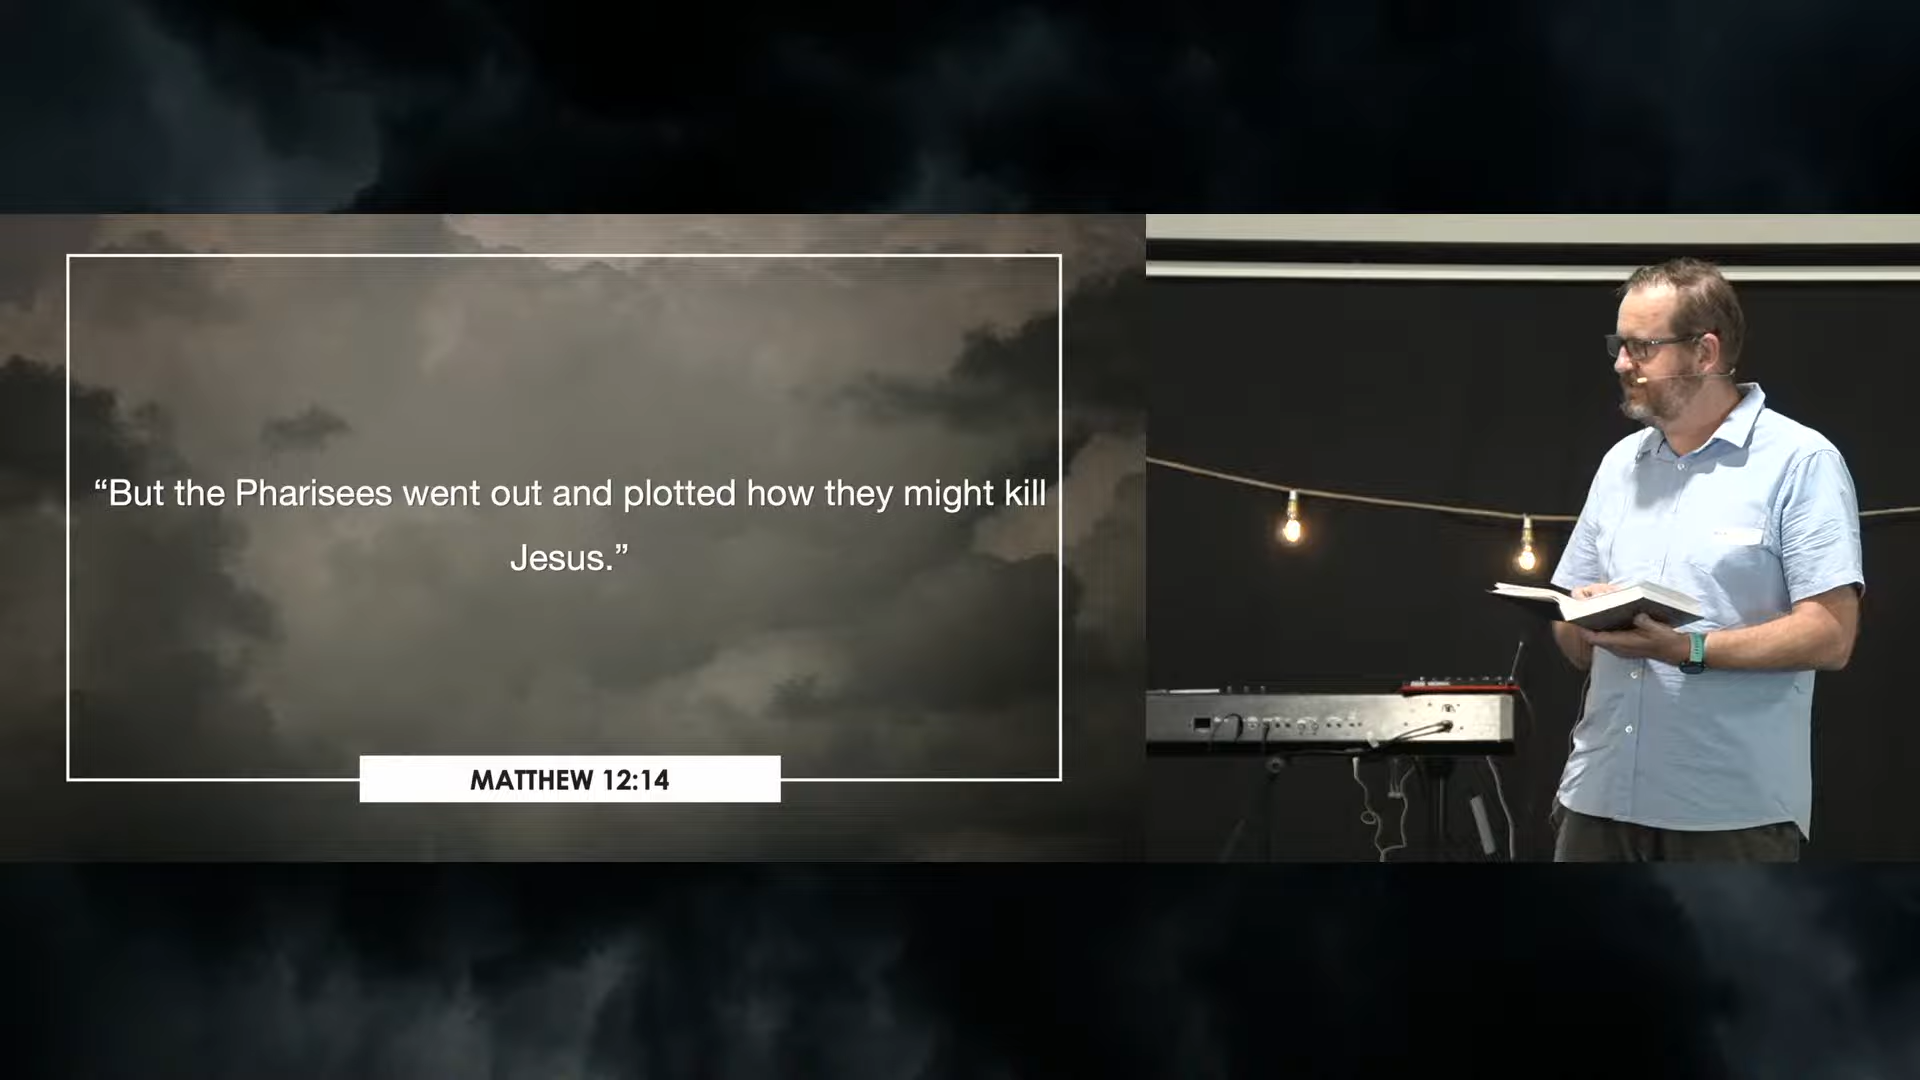 “But the Pharisees went out and plotted how they might kill
Jesus.”
MATTHEW 12:14